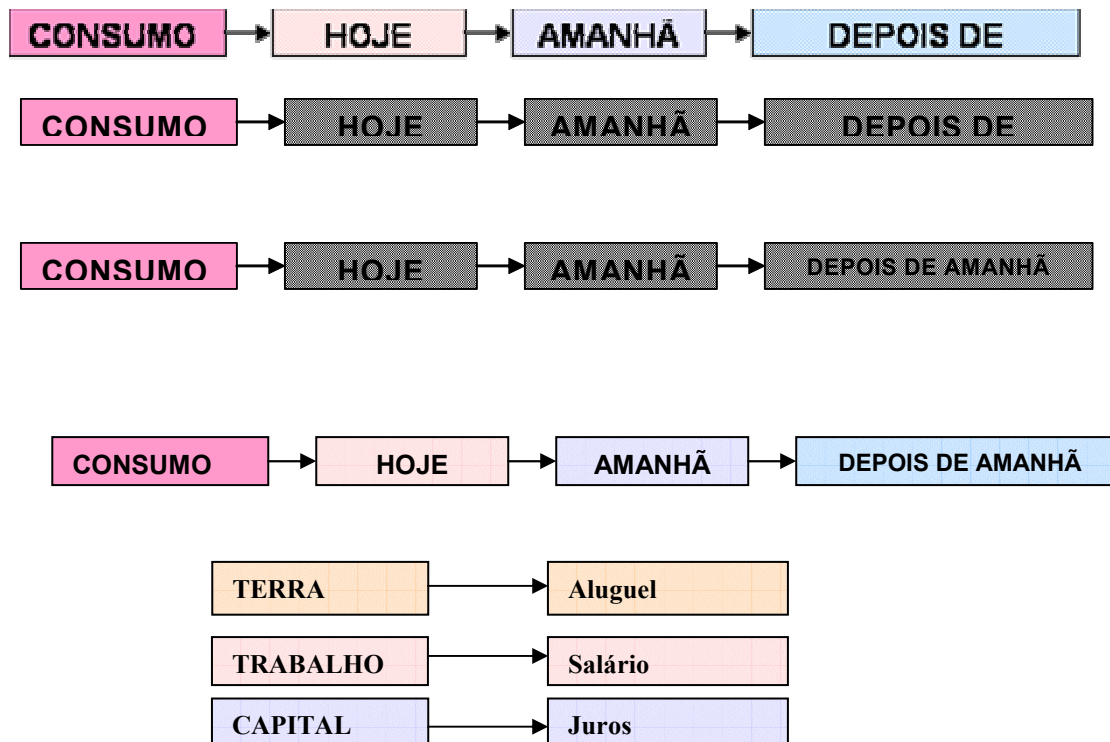 CONSUMO HOJE AMANHÃ DEPOIS DE
CONSUMO HOJE AMANHÃ DEPOIS DE
CONSUMO HOJE AMANHÃ DEPOIS DE AMANHÃ
CONSUMO HOJE AMANHÃ DEPOIS DE AMANHÃ
TERRA Aluguel
TRABALHO Salário
CAPITAL Juros